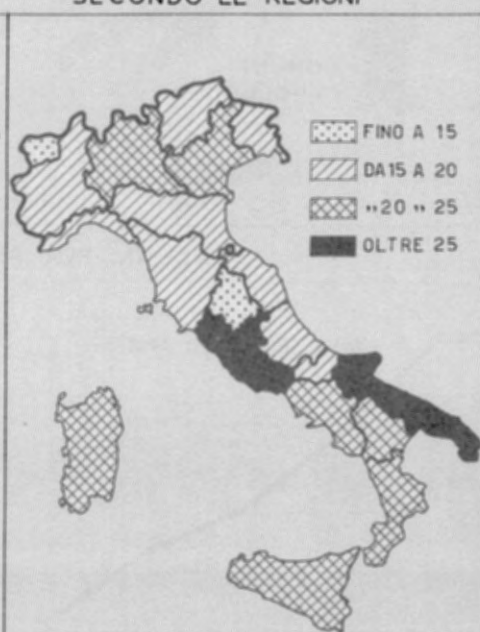 SECONDO LE REGIONI
FINO A 15
DA 15 A 20
„ 20 „ 25
OLTRE 25